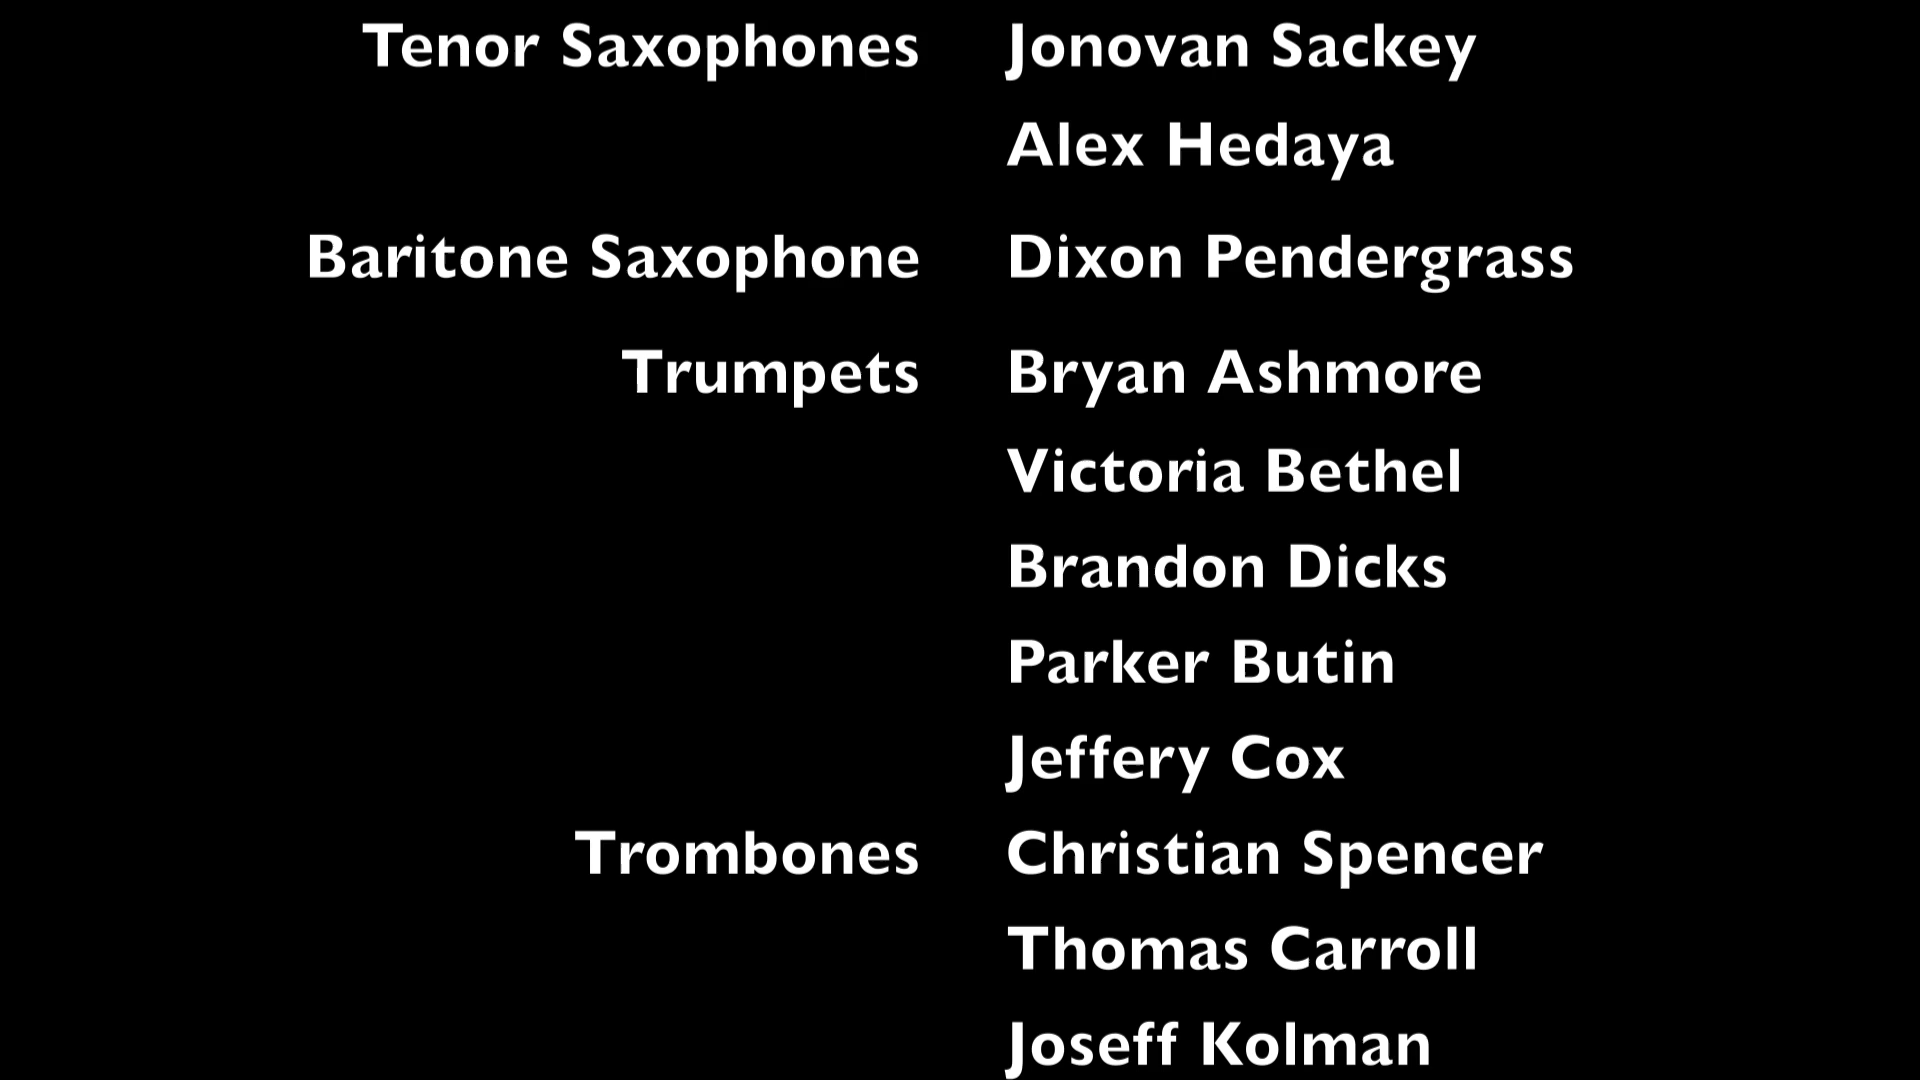 Tenor Saxophones Jonovan Sackey
Alex Hedaya
Baritone Saxophone Dixon Pendergrass
Trumpets Bryan Ashmore
Victoria Bethel
Brandon Dicks
Parker Butin
Jeffery Cox
Trombones Christian Spencer
Thomas Carroll
Joseff Kolman